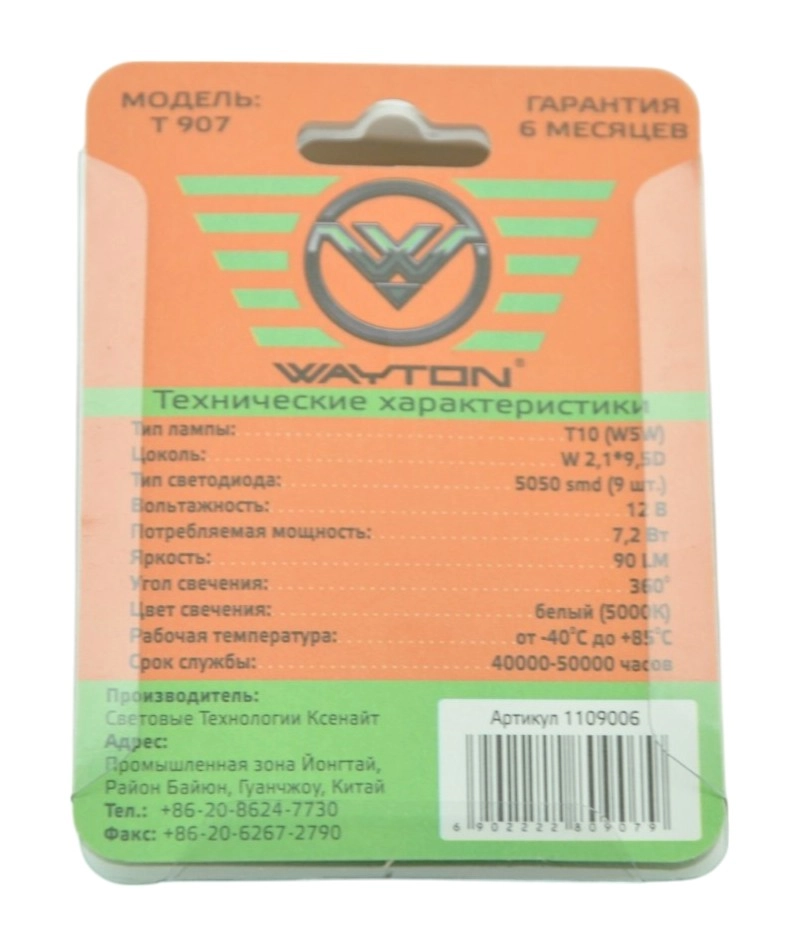 МОДЕЛЬ:
Т 907
ГАРАНТИЯ
6 МЕСЯЦЕВ
WAYTON®
Технические характеристики
Тип лампы: T10 (W5W)
Цоколь: W 2,1*9,5D
Тип светодиода: 5050 smd (9 шт.)
Вольтажность: 12 В
Потребляемая мощность: 7,2 Вт
Яркость: 90 LM
Угол свечения: 360°
Цвет свечения: белый (5000К)
Рабочая температура: от -40°С до +85°С
Срок службы: 40000-50000 часов
Производитель:
Световые Технологии Ксенайт
Адрес:
Промышленная зона Йонгтай,
Район Байюн, Гуанчжоу, Китай
Тел.: +86-20-8624-7730
Факс: +86-20-6267-2790
Артикул 1109006
6 902222 809079